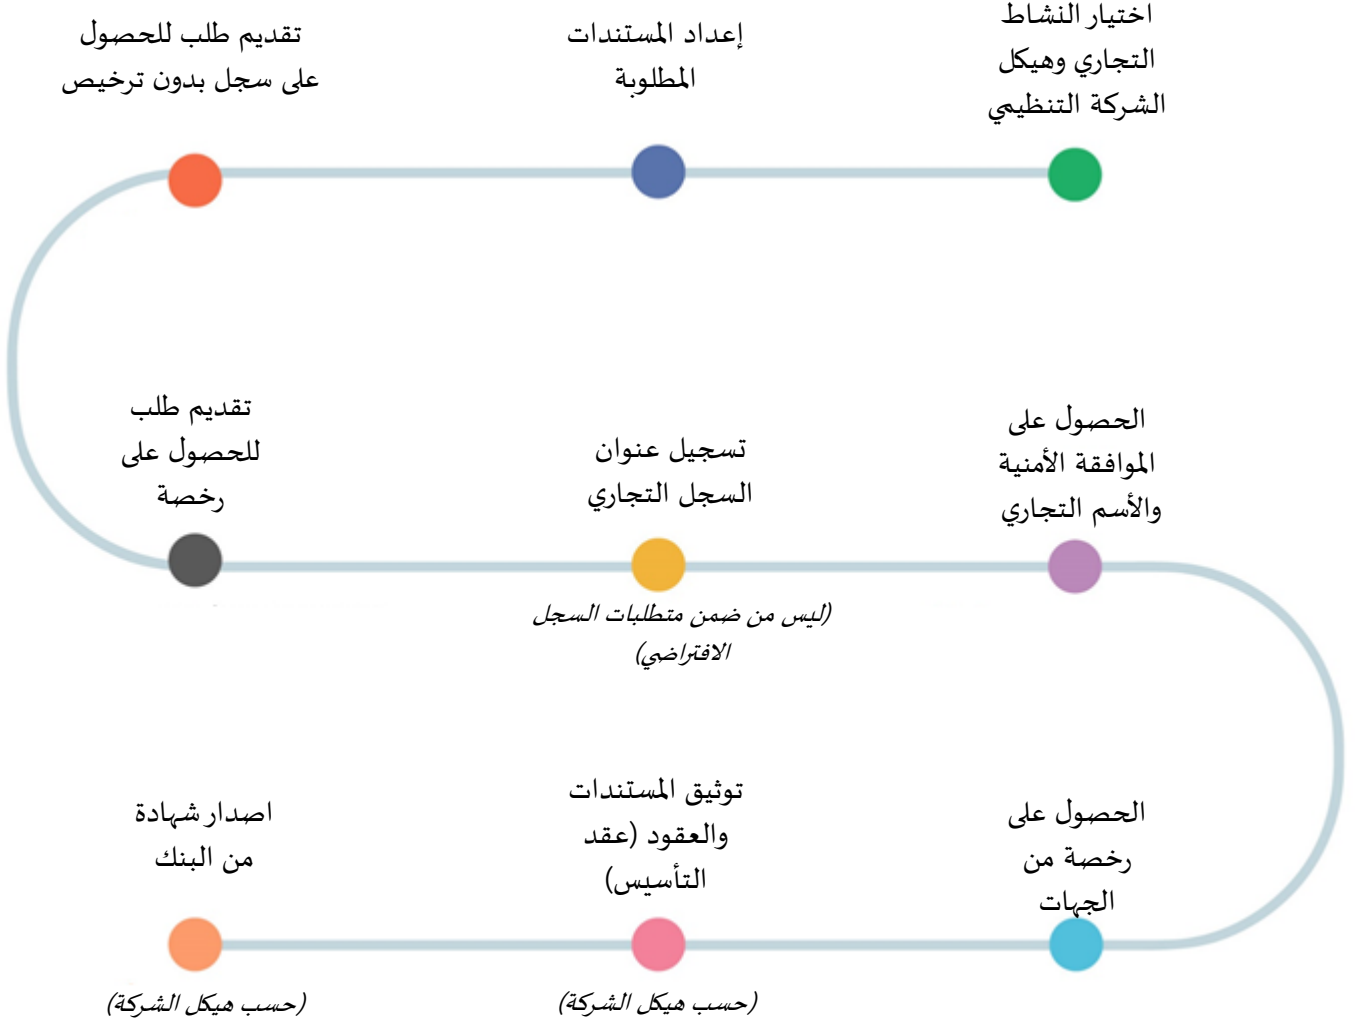 اختيار النشاط
التجاري وهيكل
الشركة التنظيمي
إعداد المستندات
المطلوبة
تقديم طلب للحصول
على سجل بدون ترخيص
تقديم طلب
للحصول على
رخصة
تسجيل عنوان
السجل التجاري
(ليس من ضمن متطلبات السجل
الافتراضي)
الحصول على
الموافقة الأمنية
والأسم التجاري
الحصول على
رخصة من
الجهات
توثيق المستندات
والعقود (عقد
التأسيس)
(حسب هيكل الشركة)
اصدار شهادة
من البنك
(حسب هيكل الشركة)